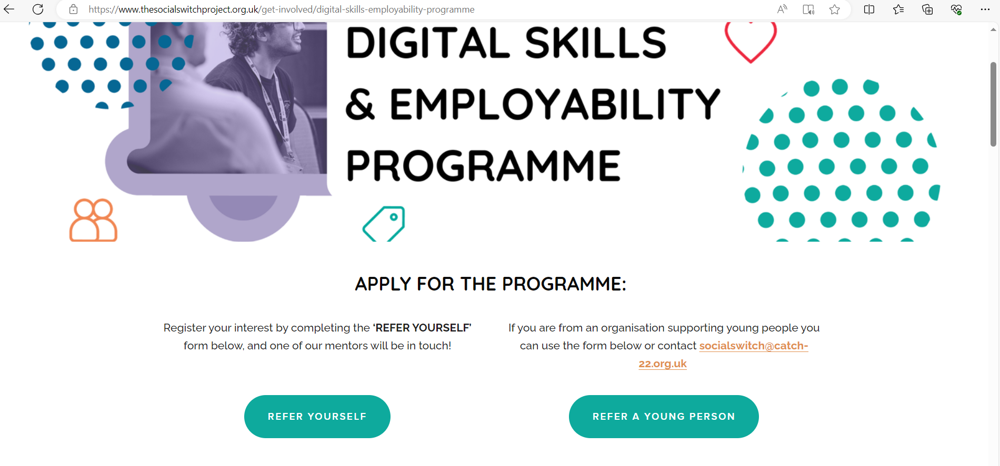 https://www.thesocialswitchproject.org.uk/get-involved/digital-skills-employability-programme
DIGITAL SKILLS
& EMPLOYABILITY
PROGRAMME
APPLY FOR THE PROGRAMME:
Register your interest by completing the ‘REFER YOURSELF’
form below, and one of our mentors will be in touch!
If you are from an organisation supporting young people you
can use the form below or contact socialswitch@catch-
22.org.uk
REFER YOURSELF
REFER A YOUNG PERSON